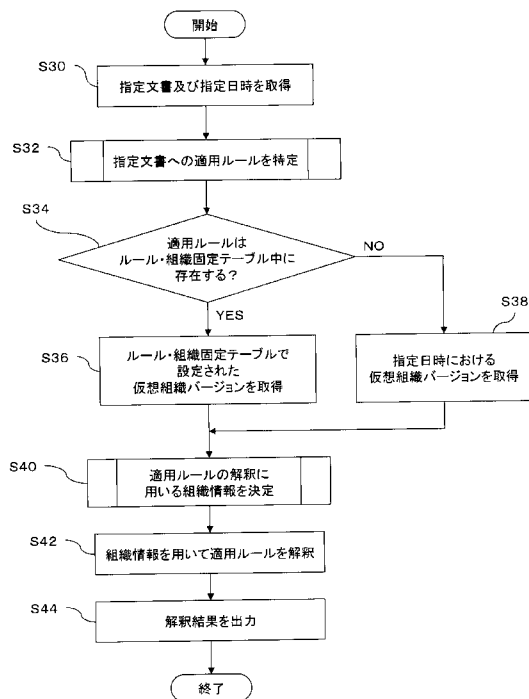 開始
S30
指定文書及び指定日時を取得
S32
指定文書への適用ルールを特定
S34
適用ルールは
ルール・組織固定テーブル中に
存在する?
NO
YES
S36
ルール・組織固定テーブルで
設定された
仮想組織バージョンを取得
S38
指定日時における
仮想組織バージョンを取得
S40
適用ルールの解釈に
用いる組織情報を決定
S42
組織情報を用いて適用ルールを解釈
S44
解釈結果を出力
終了